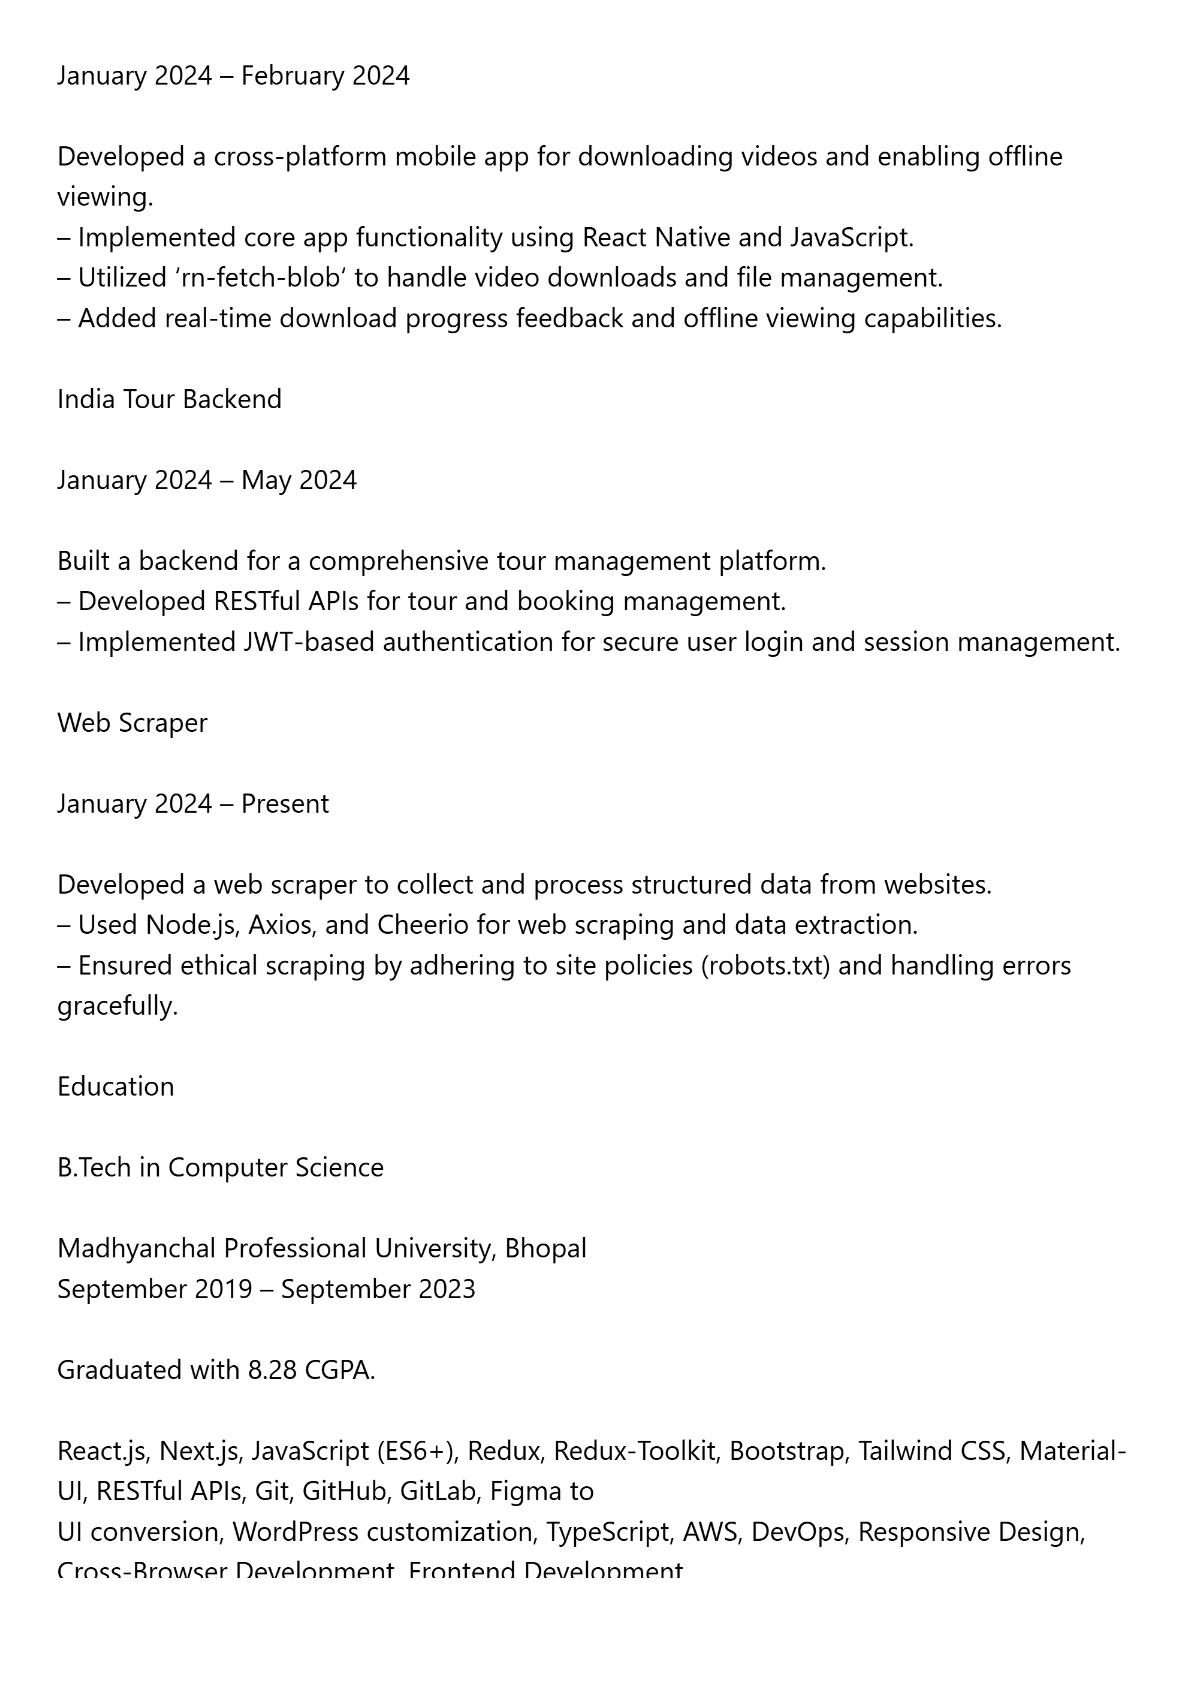 January 2024 – February 2024
Developed a cross-platform mobile app for downloading videos and enabling offline
viewing.
– Implemented core app functionality using React Native and JavaScript.
– Utilized ‘rn-fetch-blob‘ to handle video downloads and file management.
– Added real-time download progress feedback and offline viewing capabilities.
India Tour Backend
January 2024 – May 2024
Built a backend for a comprehensive tour management platform.
– Developed RESTful APIs for tour and booking management.
– Implemented JWT-based authentication for secure user login and session management.
Web Scraper
January 2024 – Present
Developed a web scraper to collect and process structured data from websites.
– Used Node.js, Axios, and Cheerio for web scraping and data extraction.
– Ensured ethical scraping by adhering to site policies (robots.txt) and handling errors
gracefully.
Education
B.Tech in Computer Science
Madhyanchal Professional University, Bhopal
September 2019 – September 2023
Graduated with 8.28 CGPA.
React.js, Next.js, JavaScript (ES6+), Redux, Redux-Toolkit, Bootstrap, Tailwind CSS, Material-
UI, RESTful APIs, Git, GitHub, GitLab, Figma to
UI conversion, WordPress customization, TypeScript, AWS, DevOps, Responsive Design,
Cross-Browser Development, Frontend Development